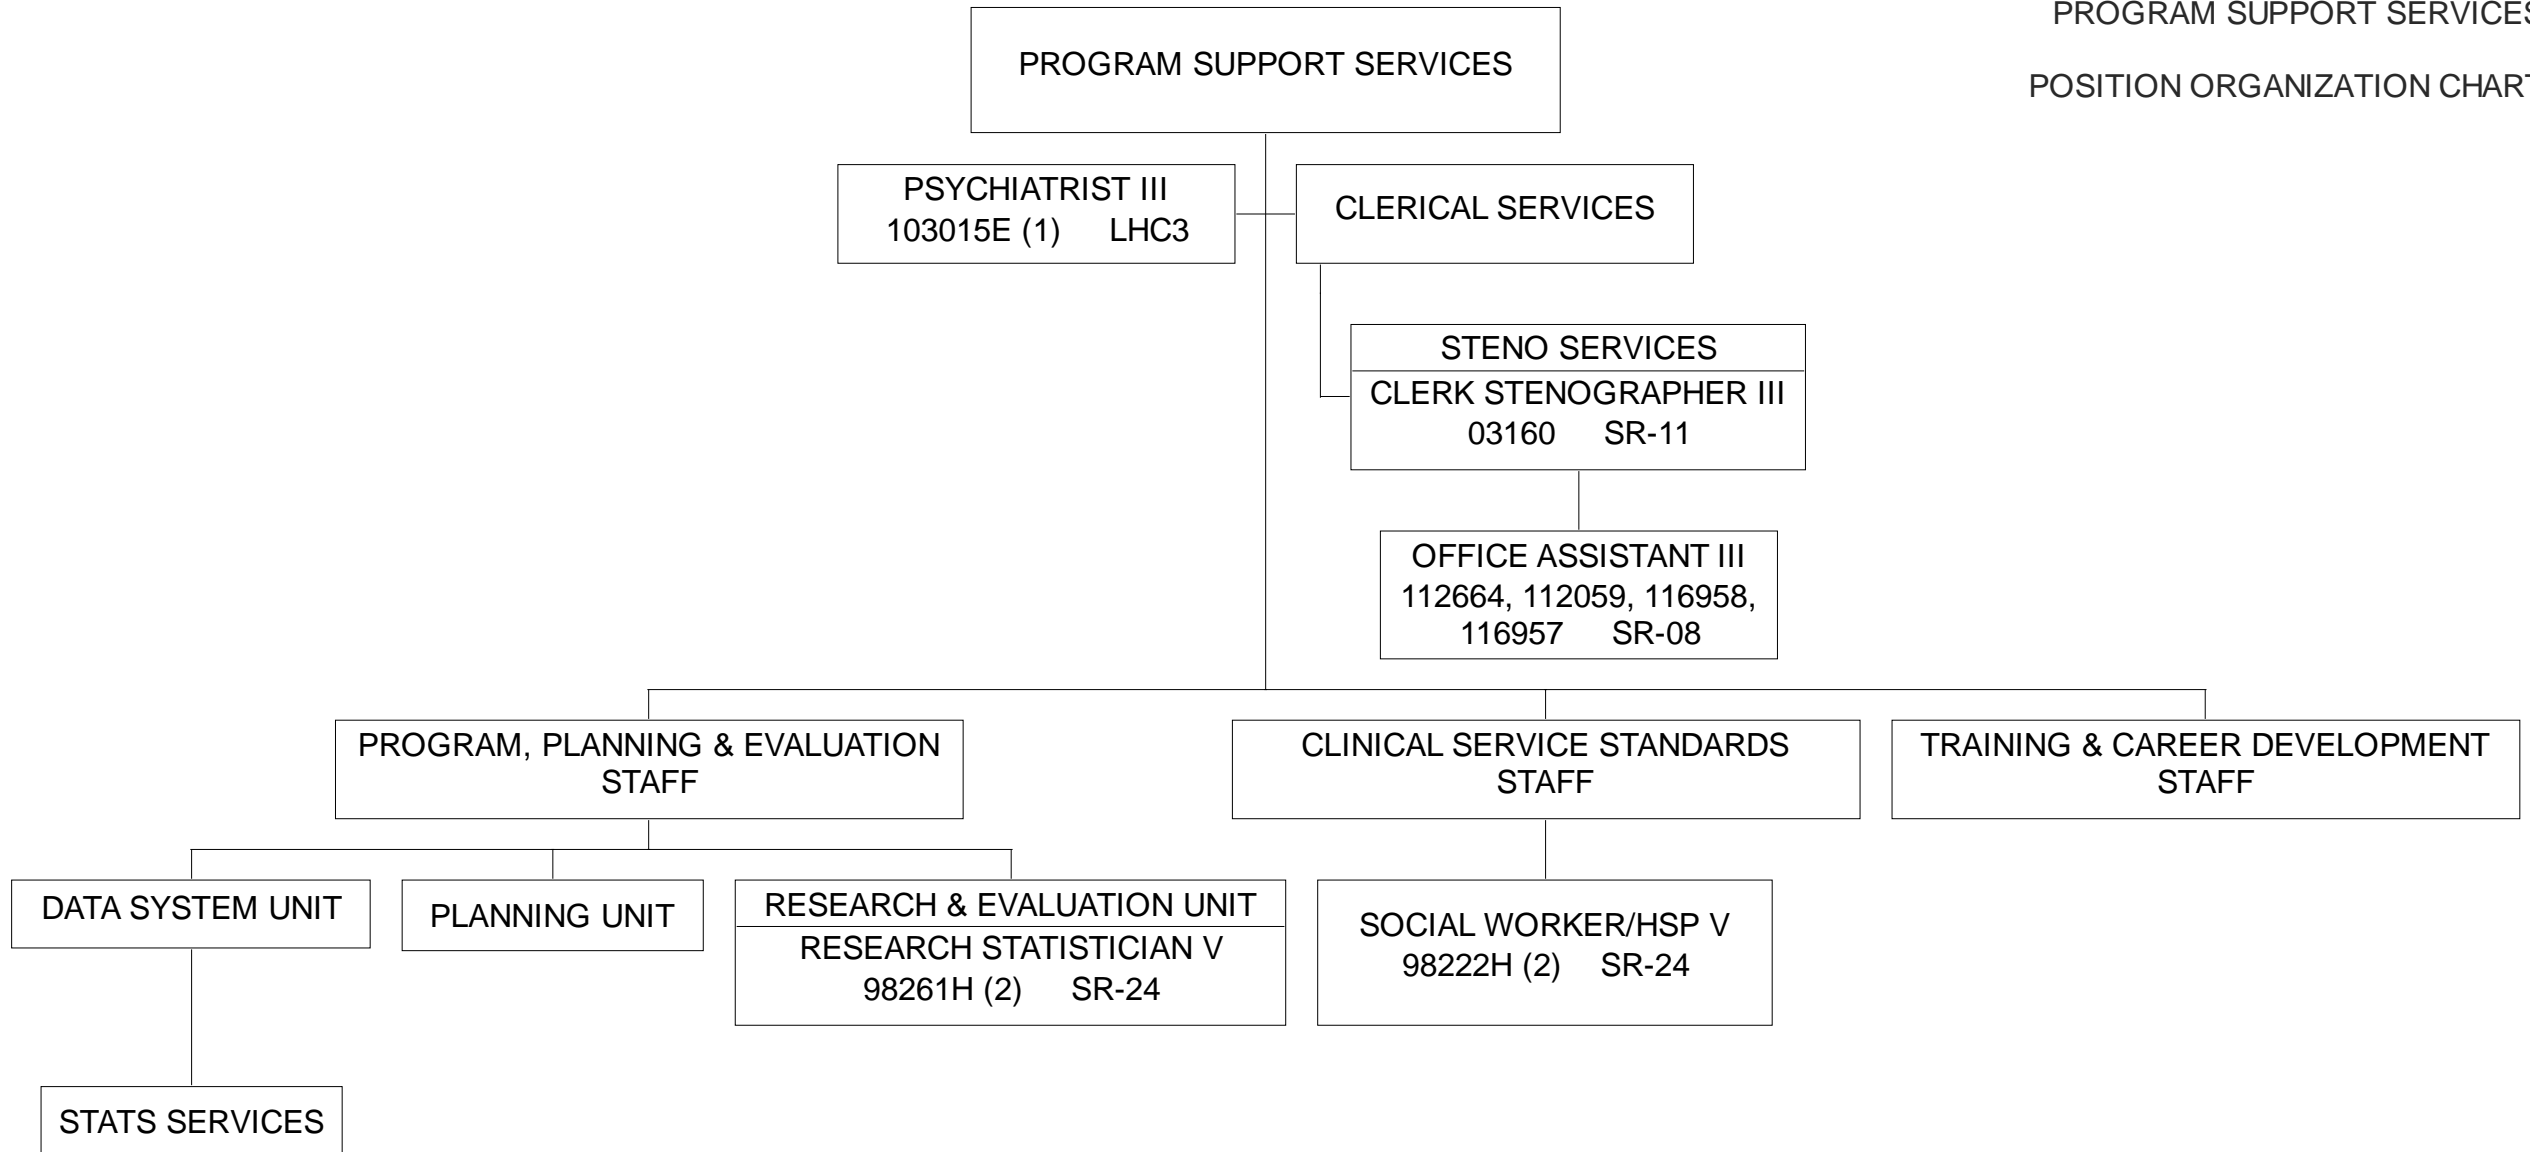 PROGRAM SUPPORT SERVICES
POSITION ORGANIZATION CHART
PROGRAM SUPPORT SERVICES
PSYCHIATRIST III
103015E (1) LHC3
CLERICAL SERVICES
STENO SERVICES
CLERK STENOGRAPHER III
03160 SR-11
OFFICE ASSISTANT III
112664, 112059, 116958,
116957 SR-08
PROGRAM, PLANNING & EVALUATION
STAFF
CLINICAL SERVICE STANDARDS
STAFF
TRAINING & CAREER DEVELOPMENT
STAFF
DATA SYSTEM UNIT
PLANNING UNIT
RESEARCH & EVALUATION UNIT
RESEARCH STATISTICIAN V
98261H (2) SR-24
SOCIAL WORKER/HSP V
98222H (2) SR-24
STATS SERVICES